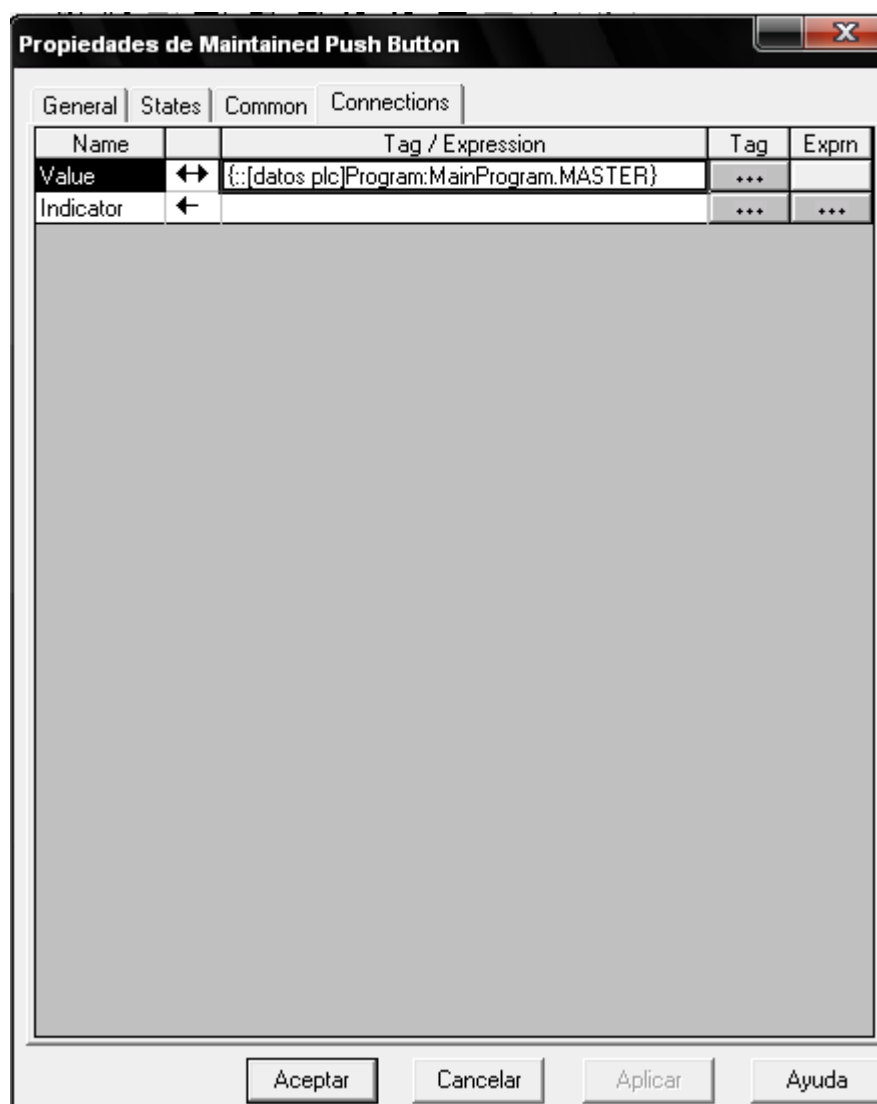 Propiedades de Maintained Push Button
General States Common Connections
Name Tag / Expression Tag Exprn
Value {::[datos plc]Program:MainProgram.MASTER} ...
Indicator ... ...
Aceptar Cancelar Aplicar Ayuda